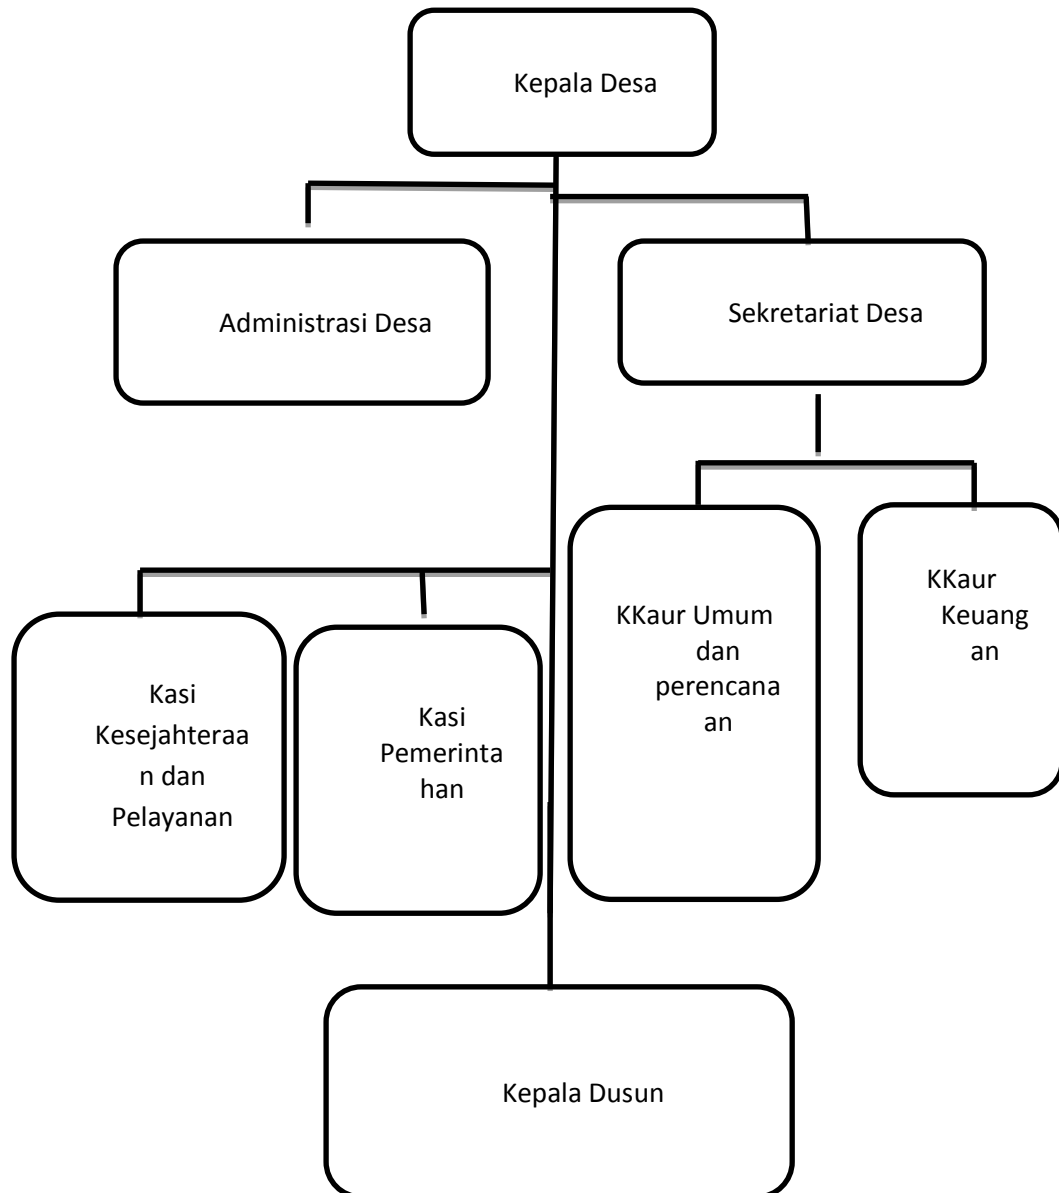 Kepala Desa
Administrasi Desa
Sekretariat Desa
Kasi
Kesejahteraa
n dan
Pelayanan
Kasi
Pemerinta
han
KKaur Umum
dan
perencana
an
KKaur
Keuang
an
Kepala Dusun